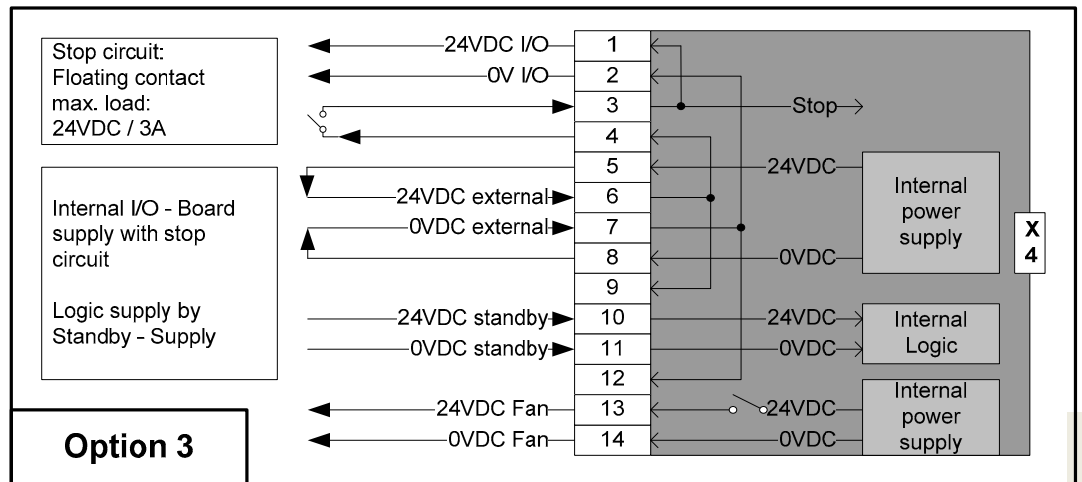 Stop circuit:
Floating contact
max. load:
24VDC / 3A
Internal I/O - Board
supply with stop
circuit
Logic supply by
Standby - Supply
Option 3
24VDC I/O
0V I/O
24VDC external
0VDC external
24VDC standby
0VDC standby
24VDC Fan
0VDC Fan
1
2
3
4
5
6
7
8
9
10
11
12
13
14
Stop
24VDC
0VDC
Internal
power
supply
24VDC
0VDC
Internal
Logic
24VDC
0VDC
Internal
power
supply
X
4